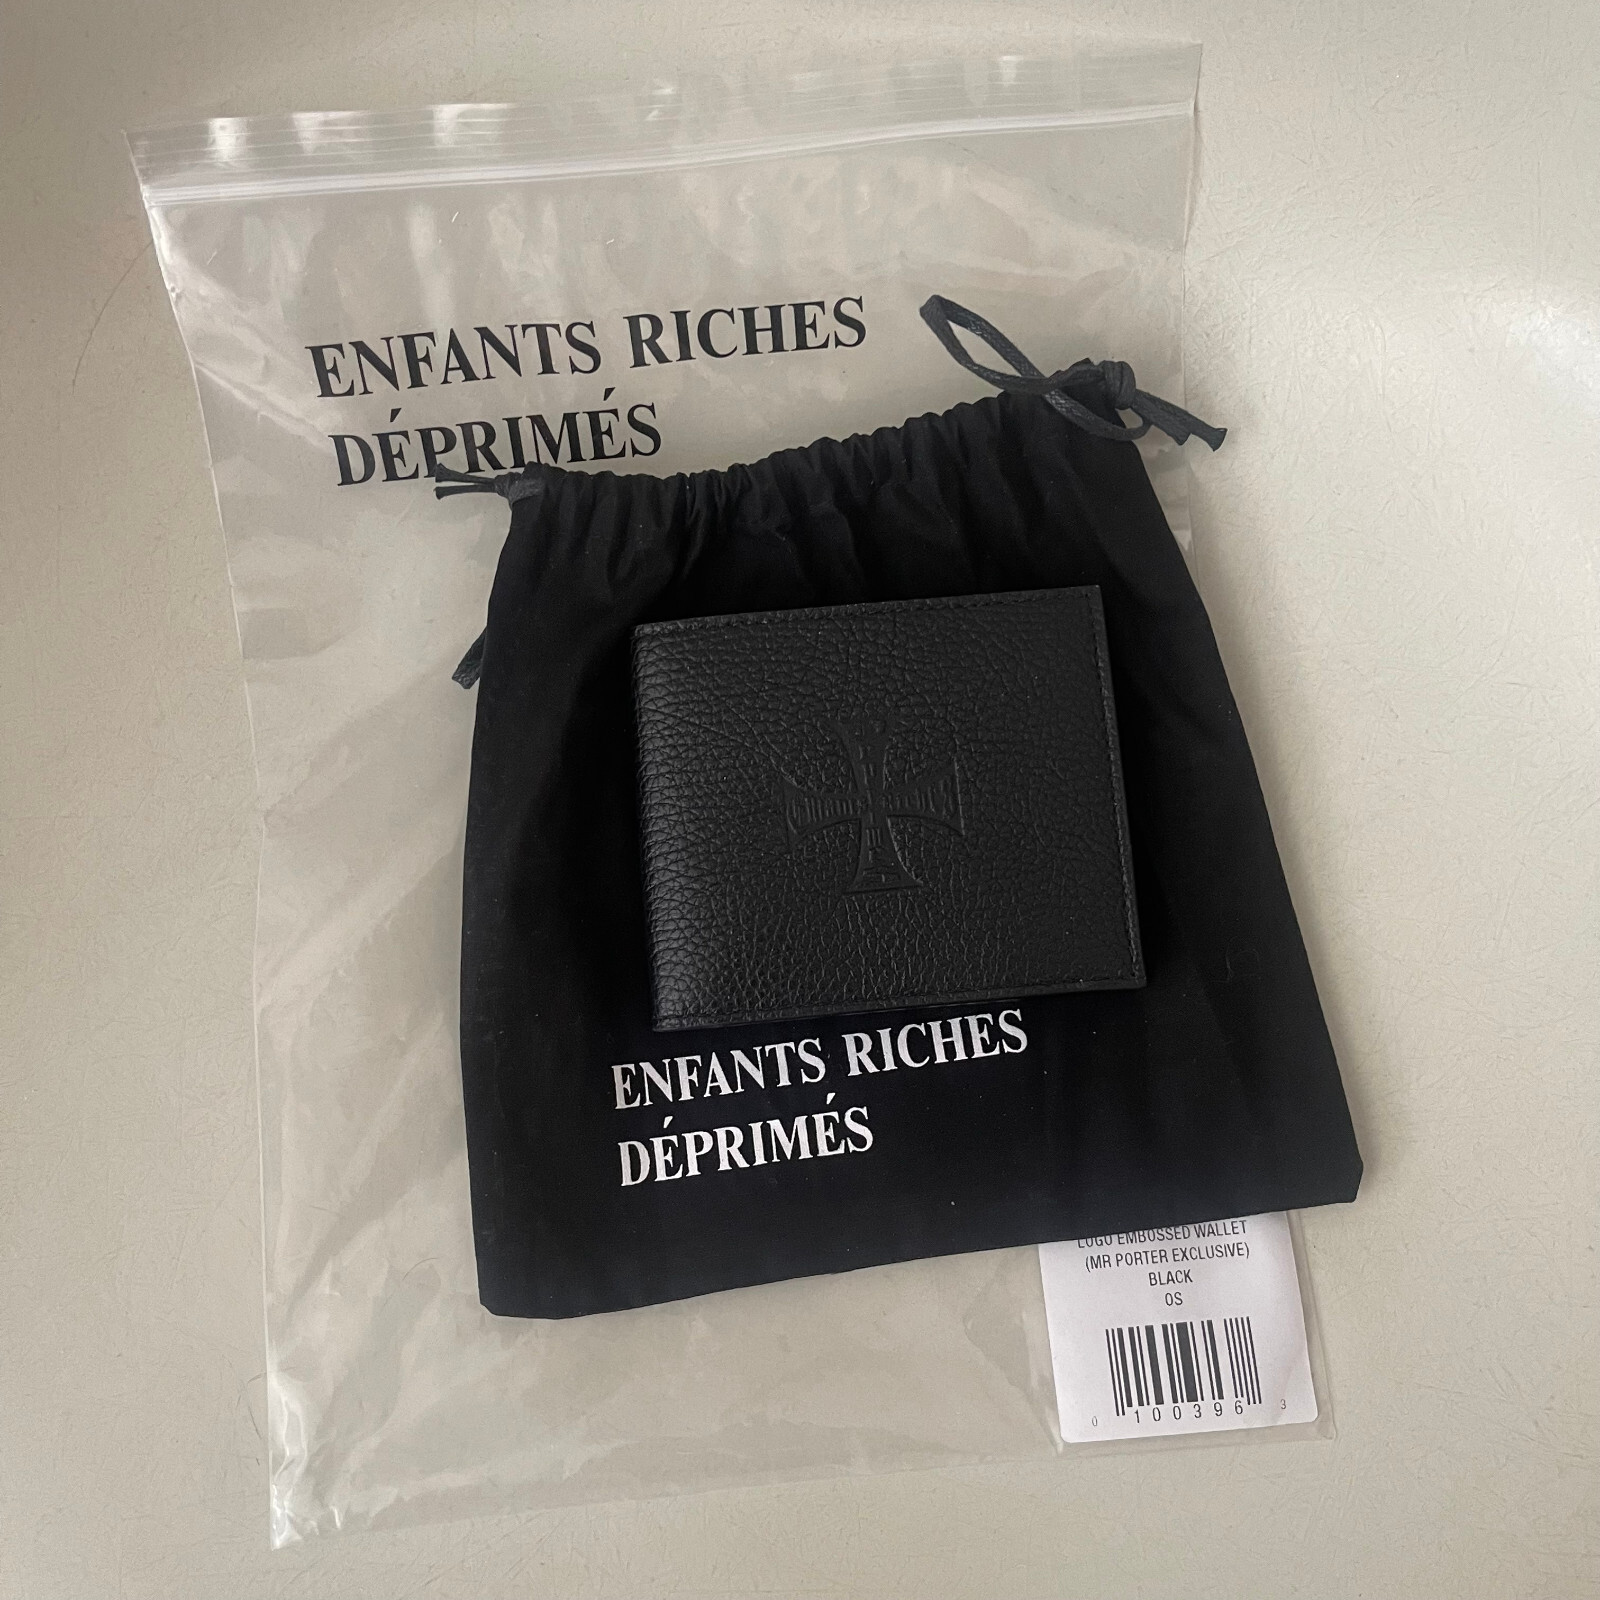 ENFANTS RICHES
DÉPRIMÉS
ENFANTS RICHES
DÉPRIMÉS
LOGO EMBOSSED WALLET
(MR PORTER EXCLUSIVE)
BLACK
OS
0 100396 3